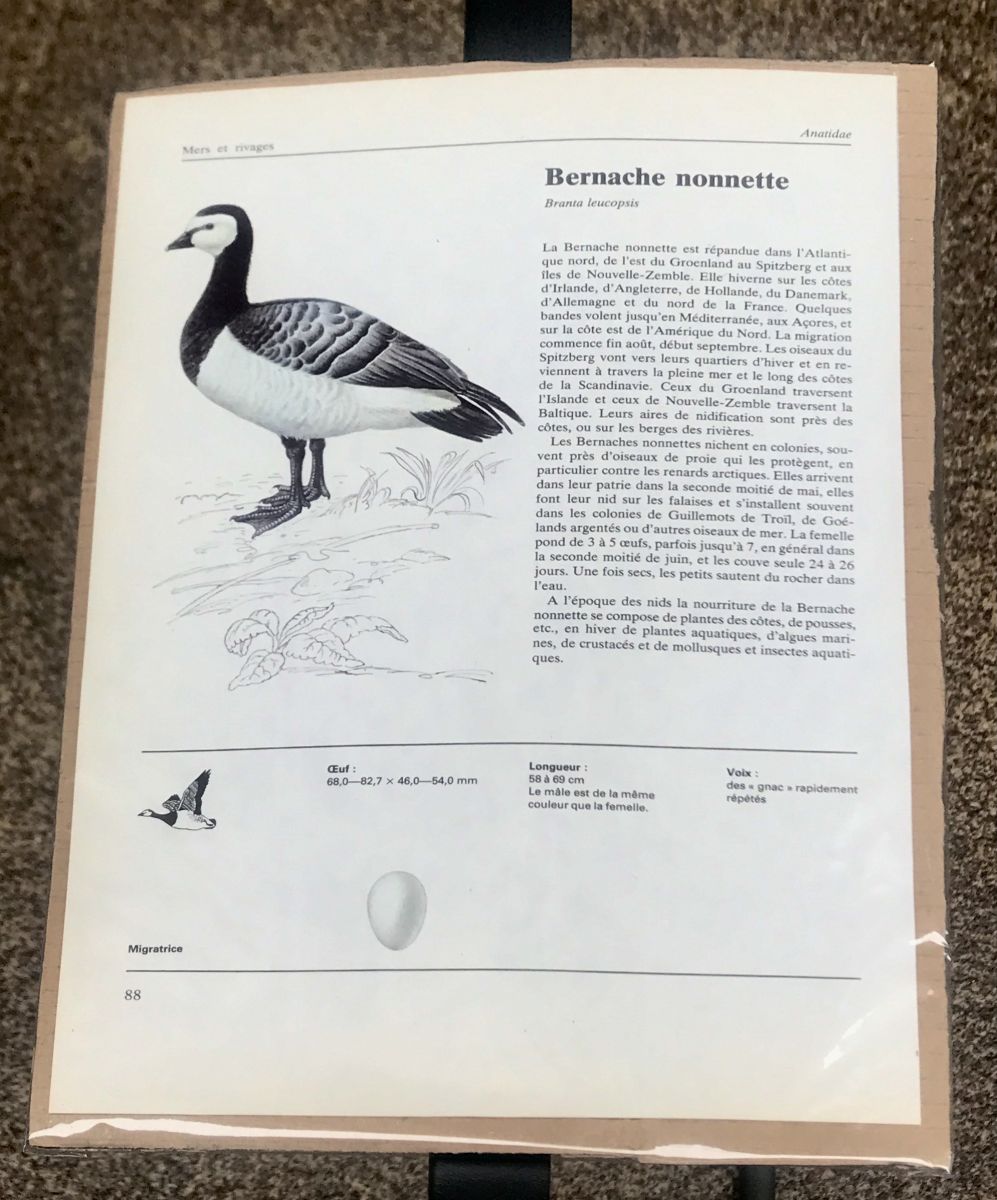 Mers et rivages
Anatidae
Bernache nonnette
Branta leucopsis
La Bernache nonnette est répandue dans l'Atlanti-
que nord, de l'est du Groenland au Spitzberg et aux
îles de Nouvelle-Zemble. Elle hiverne sur les côtes
d'Irlande, d'Angleterre, de Hollande, du Danemark,
d'Allemagne et du nord de la France. Quelques
bandes volent jusqu'en Méditerranée, aux Açores, et
sur la côte est de l'Amérique du Nord. La migration
commence fin août, début septembre. Les oiseaux du
Spitzberg vont vers leurs quartiers d'hiver et en re-
viennent à travers la pleine mer et le long des côtes
de la Scandinavie. Ceux du Groenland traversent
l'Islande et ceux de Nouvelle-Zemble traversent la
Baltique. Leurs aires de nidification sont près des
côtes, ou sur les berges des rivières.
Les Bernaches nonnettes nichent en colonies, sou-
vent près d'oiseaux de proie qui les protègent, en
particulier contre les renards arctiques. Elles arrivent
dans leur patrie dans la seconde moitié de mai, elles
font leur nid sur les falaises et s'installent souvent
dans les colonies de Guillemots de Troïl, de Goé-
lands argentés ou d'autres oiseaux de mer. La femelle
pond de 3 à 5 œufs, parfois jusqu'à 7, en général dans
la seconde moitié de juin, et les couve seule 24 à 26
jours. Une fois secs, les petits sautent du rocher dans
l'eau.
A l'époque des nids la nourriture de la Bernache
nonnette se compose de plantes des côtes, de pousses,
etc., en hiver de plantes aquatiques, d'algues mari-
nes, de crustacés et de mollusques et insectes aquati-
ques.
Œuf :
68,0—82,7 × 46,0—54,0 mm
Longueur :
58 à 69 cm
Le mâle est de la même
couleur que la femelle.
Voix :
des « gnac » rapidement
répétés
Migratrice
88